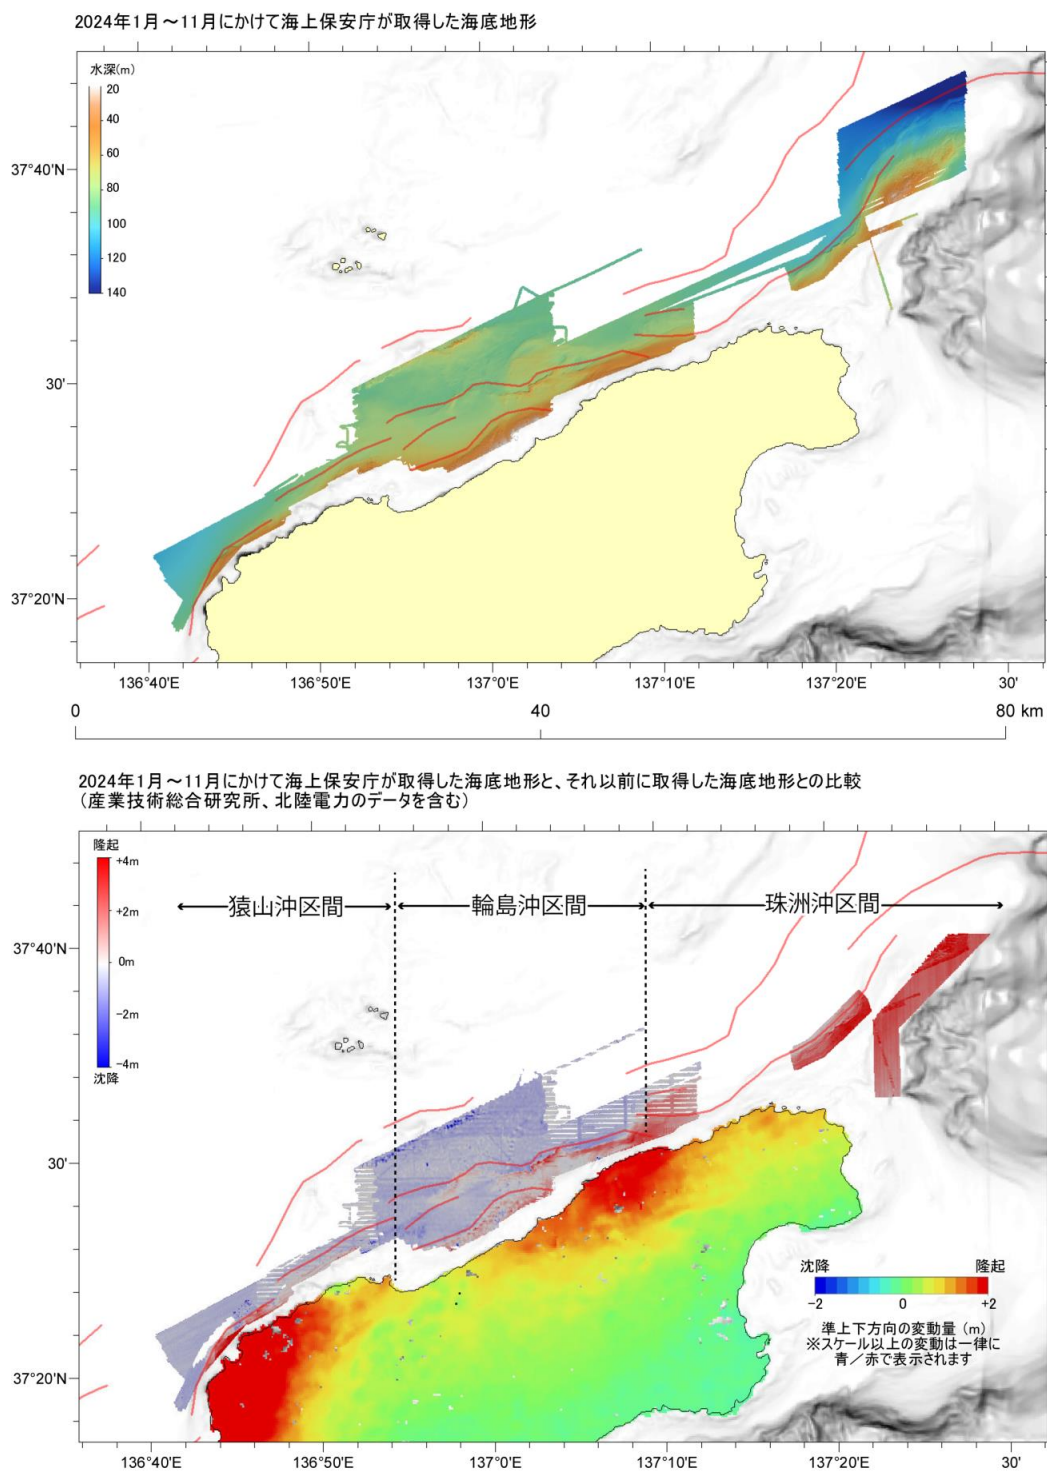 2024年1月～11月にかけて海上保安庁が取得した海底地形
水深(m)
20
40
60
80
100
120
140
37°40'N
30'
37°20'N
136°40'E 136°50'E 137°0'E 137°10'E 137°20'E 30'
0 40 80 km
2024年1月～11月にかけて海上保安庁が取得した海底地形と、それ以前に取得した海底地形との比較
（産業技術総合研究所、北陸電力のデータを含む）
隆起
+4m
+2m
0m
−2m
−4m
沈降
猿山沖区間 輪島沖区間 珠洲沖区間
37°40'N
30'
37°20'N
沈降 隆起
−2 0 +2
準上下方向の変動量（m）
※スケール以上の変動は一律に
青／赤で表示されます
136°40'E 136°50'E 137°0'E 137°10'E 137°20'E 30'